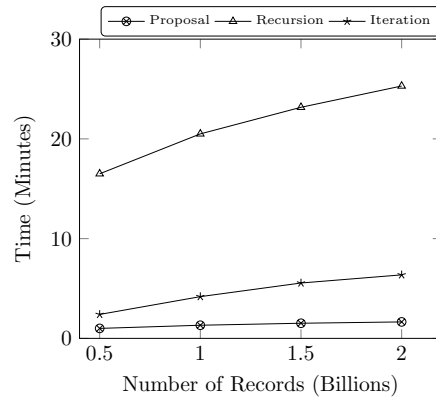 Proposal Recursion Iteration
30
20
10
0
0.5 1 1.5 2
Time (Minutes)
Number of Records (Billions)